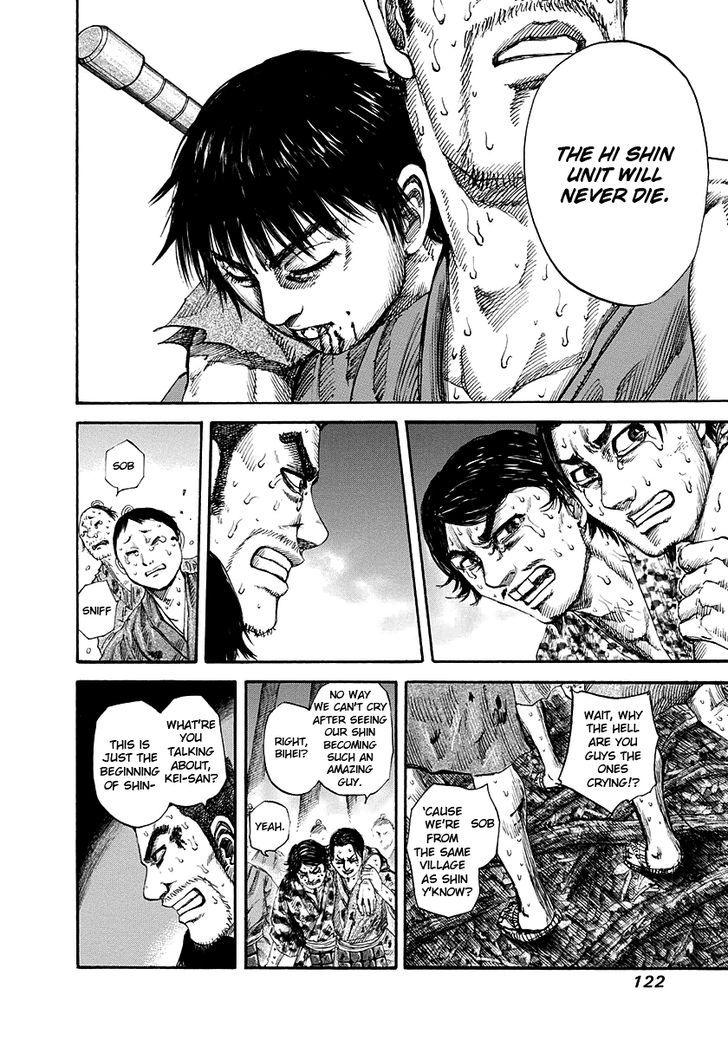 THE HI SHIN
UNIT WILL
NEVER DIE.
SOB
SNIFF
WAIT, WHY
THE HELL
ARE YOU
GUYS THE
ONES
CRYING!?
SOB
'CAUSE
WE'RE
FROM
THE SAME
VILLAGE
AS SHIN
Y'KNOW?
NO WAY
WE CAN'T CRY
AFTER SEEING
OUR SHIN
BECOMING
SUCH AN
AMAZING
GUY.
RIGHT,
BIHEI?
YEAH.
WHAT'RE
YOU
TALKING
ABOUT,
KEI-SAN?
THIS IS
JUST THE
BEGINNING
OF SHIN-
122